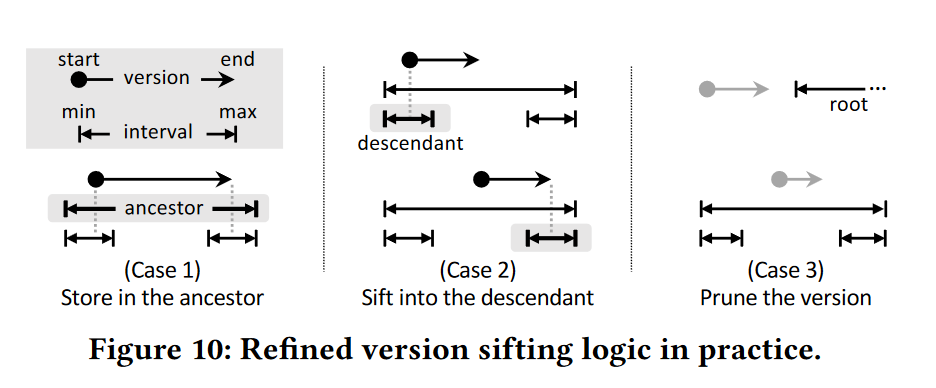 start end
version
min max
interval
ancestor
(Case 1)
Store in the ancestor
descendant
(Case 2)
Sift into the descendant
...
root
(Case 3)
Prune the version
Figure 10: Refined version sifting logic in practice.